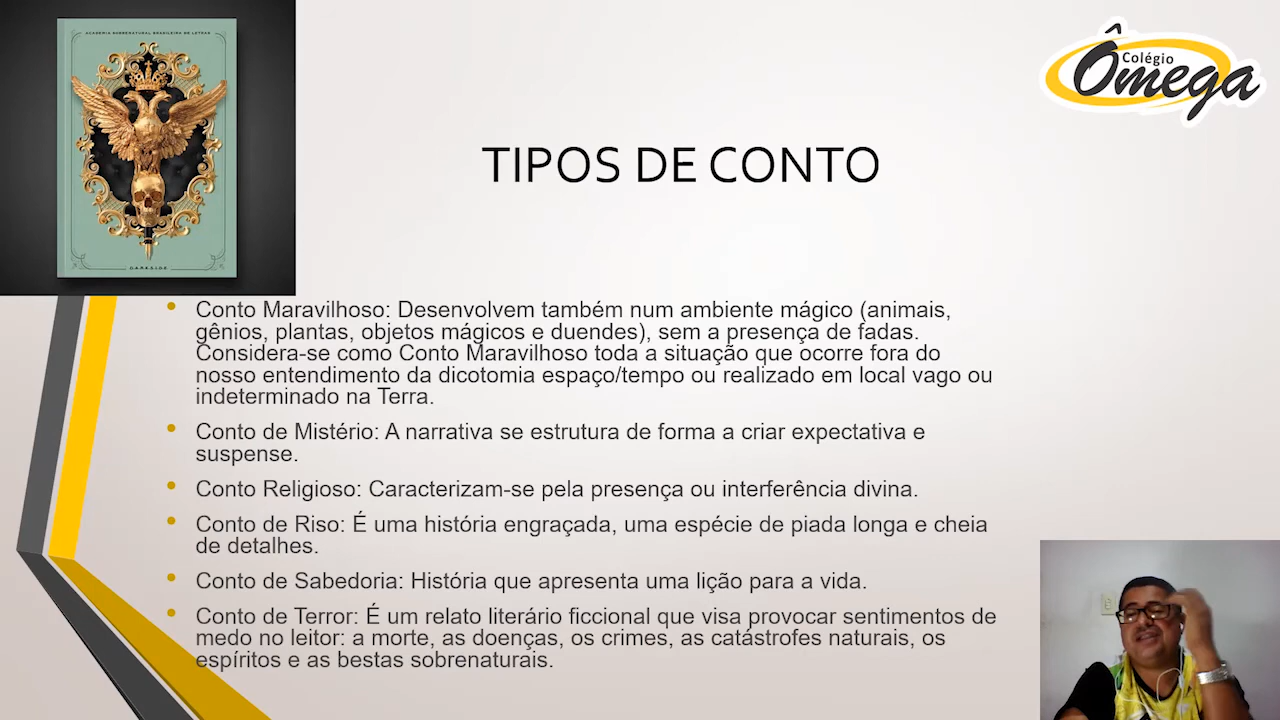 ACADEMIA SOBRENATURAL BRASILEIRA DE LETRAS
DARKSIDE
Colégio
Ômega
TIPOS DE CONTO
• Conto Maravilhoso: Desenvolvem também num ambiente mágico (animais,
gênios, plantas, objetos mágicos e duendes), sem a presença de fadas.
Considera-se como Conto Maravilhoso toda a situação que ocorre fora do
nosso entendimento da dicotomia espaço/tempo ou realizado em local vago ou
indeterminado na Terra.
• Conto de Mistério: A narrativa se estrutura de forma a criar expectativa e
suspense.
• Conto Religioso: Caracterizam-se pela presença ou interferência divina.
• Conto de Riso: É uma história engraçada, uma espécie de piada longa e cheia
de detalhes.
• Conto de Sabedoria: História que apresenta uma lição para a vida.
• Conto de Terror: É um relato literário ficcional que visa provocar sentimentos de
medo no leitor: a morte, as doenças, os crimes, as catástrofes naturais, os
espíritos e as bestas sobrenaturais.